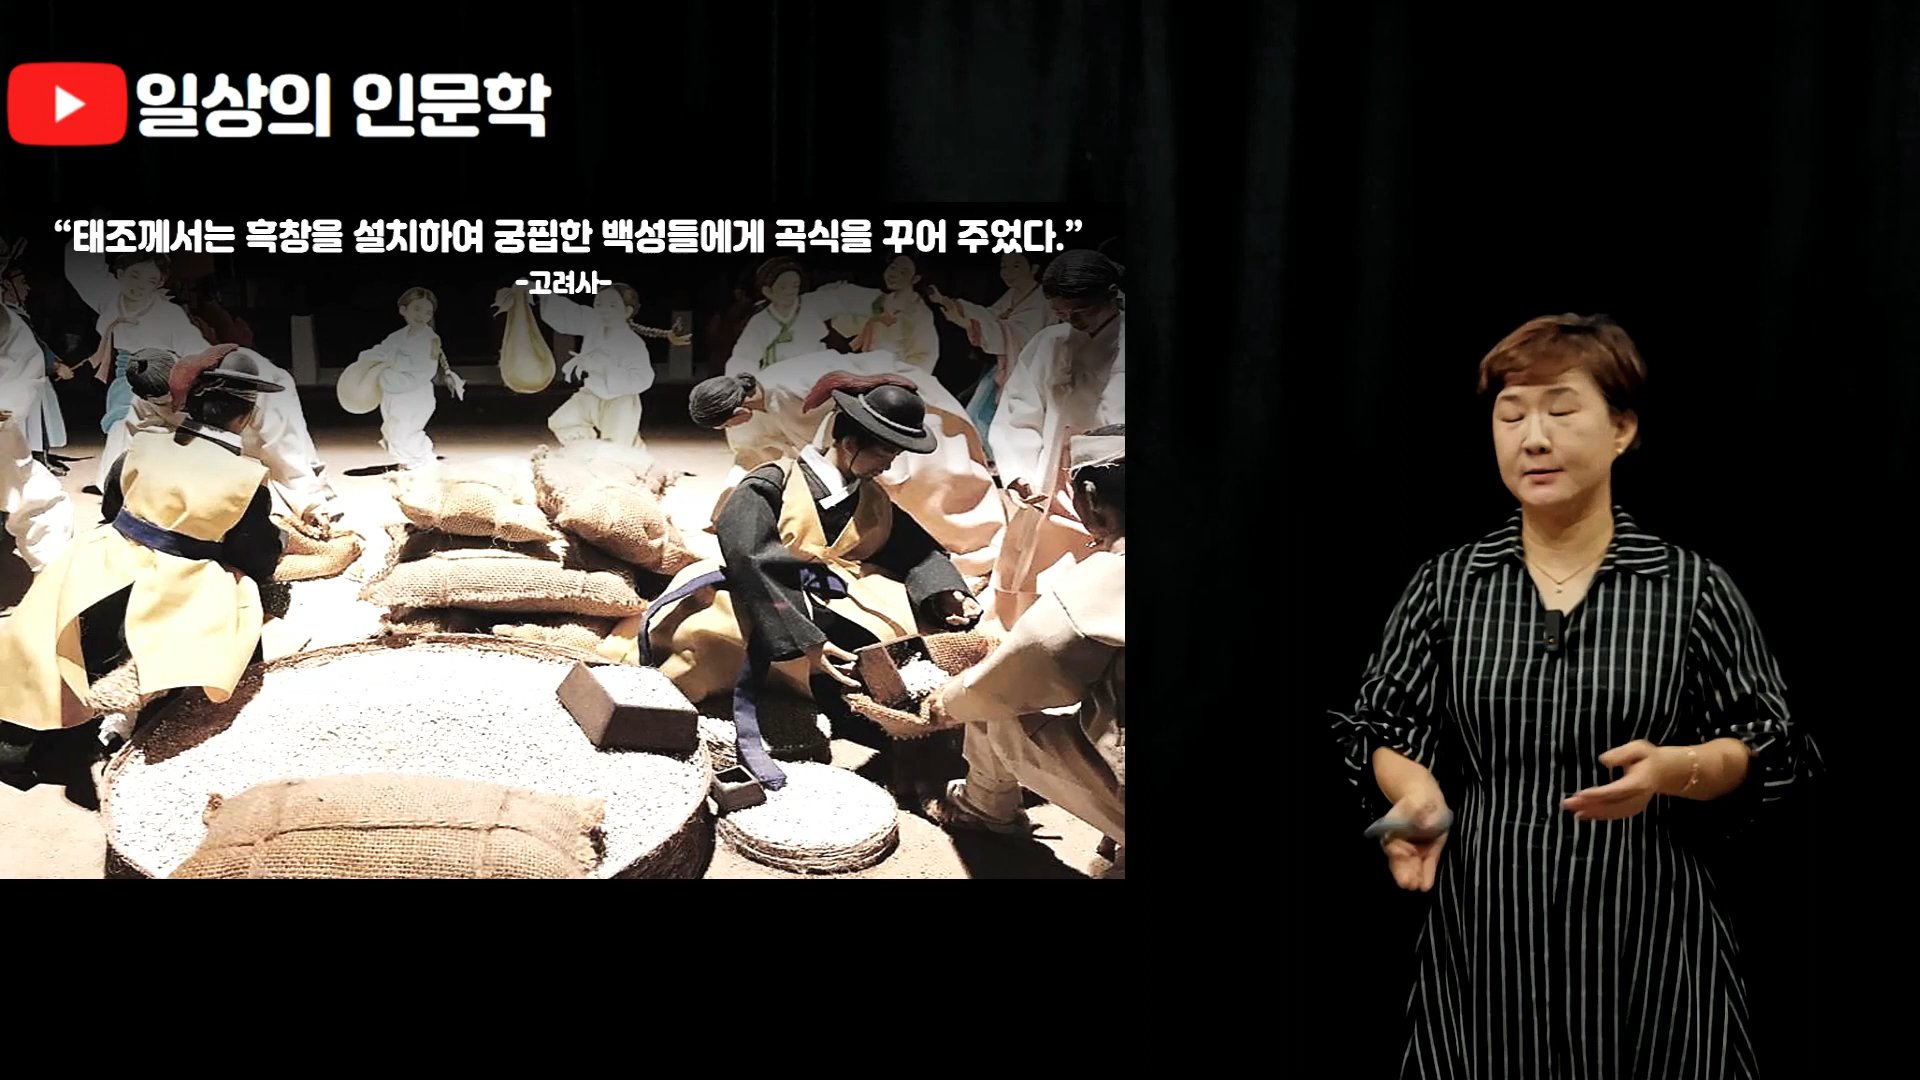 일상의 인문학
“태조께서는 흑창을 설치하여 궁핍한 백성들에게 곡식을 꾸어 주었다.”
-고려사-